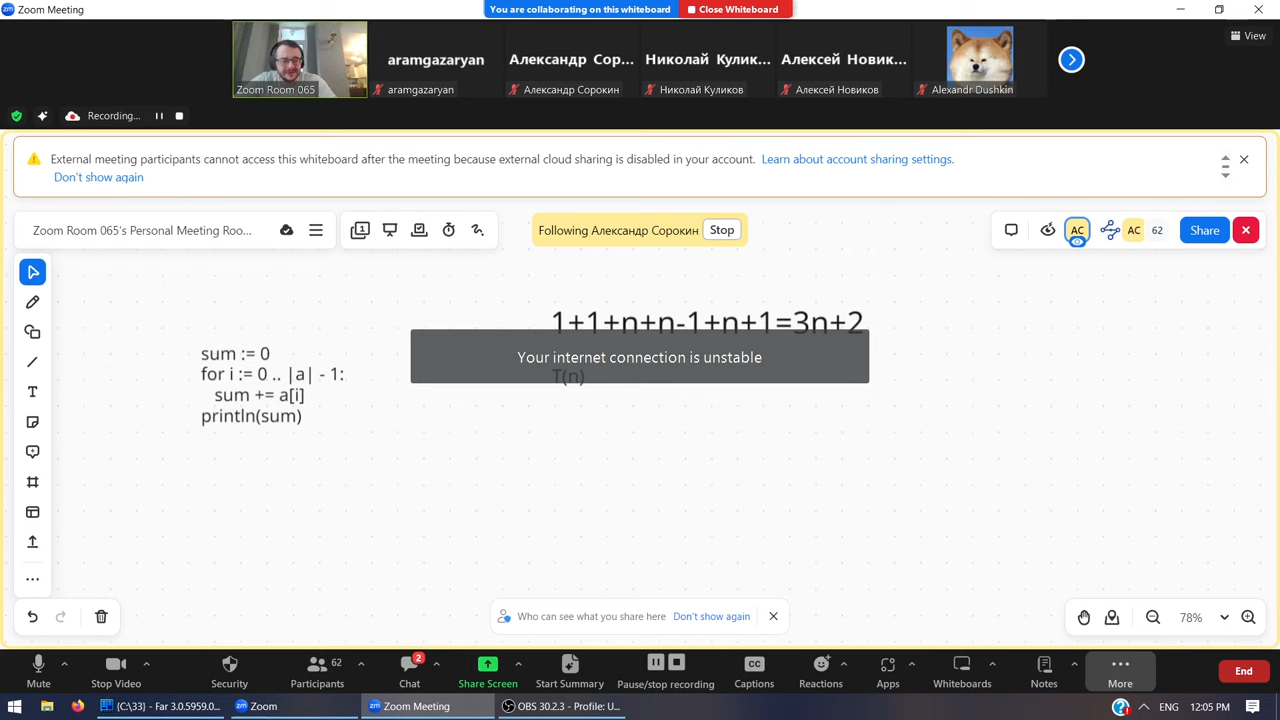 Zoom Meeting
You are collaborating on this whiteboard
Close Whiteboard
View
Zoom Room 065
aramgazaryan
aramgazaryan
Александр Сор...
Александр Сорокин
Николай Кулик...
Николай Куликов
Алексей Новик...
Алексей Новиков
Alexandr Dushkin
Recording...
External meeting participants cannot access this whiteboard after the meeting because external cloud sharing is disabled in your account. Learn about account sharing settings.
Don't show again
Zoom Room 065's Personal Meeting Roo...
1
Following Александр Сорокин
Stop
AC
AC
62
Share
1+1+n+n-1+n+1=3n+2
Your internet connection is unstable
T(n)
sum := 0
for i := 0 .. |a| - 1:
sum += a[i]
println(sum)
Who can see what you share here Don't show again
78%
Mute
Stop Video
Security
62
Participants
2
Chat
Share Screen
Start Summary
Pause/stop recording
CC
Captions
Reactions
Apps
Whiteboards
Notes
More
End
(C:\33) - Far 3.0.5959.0...
zm
Zoom
zm
Zoom Meeting
OBS 30.2.3 - Profile: U...
ENG
12:05 PM